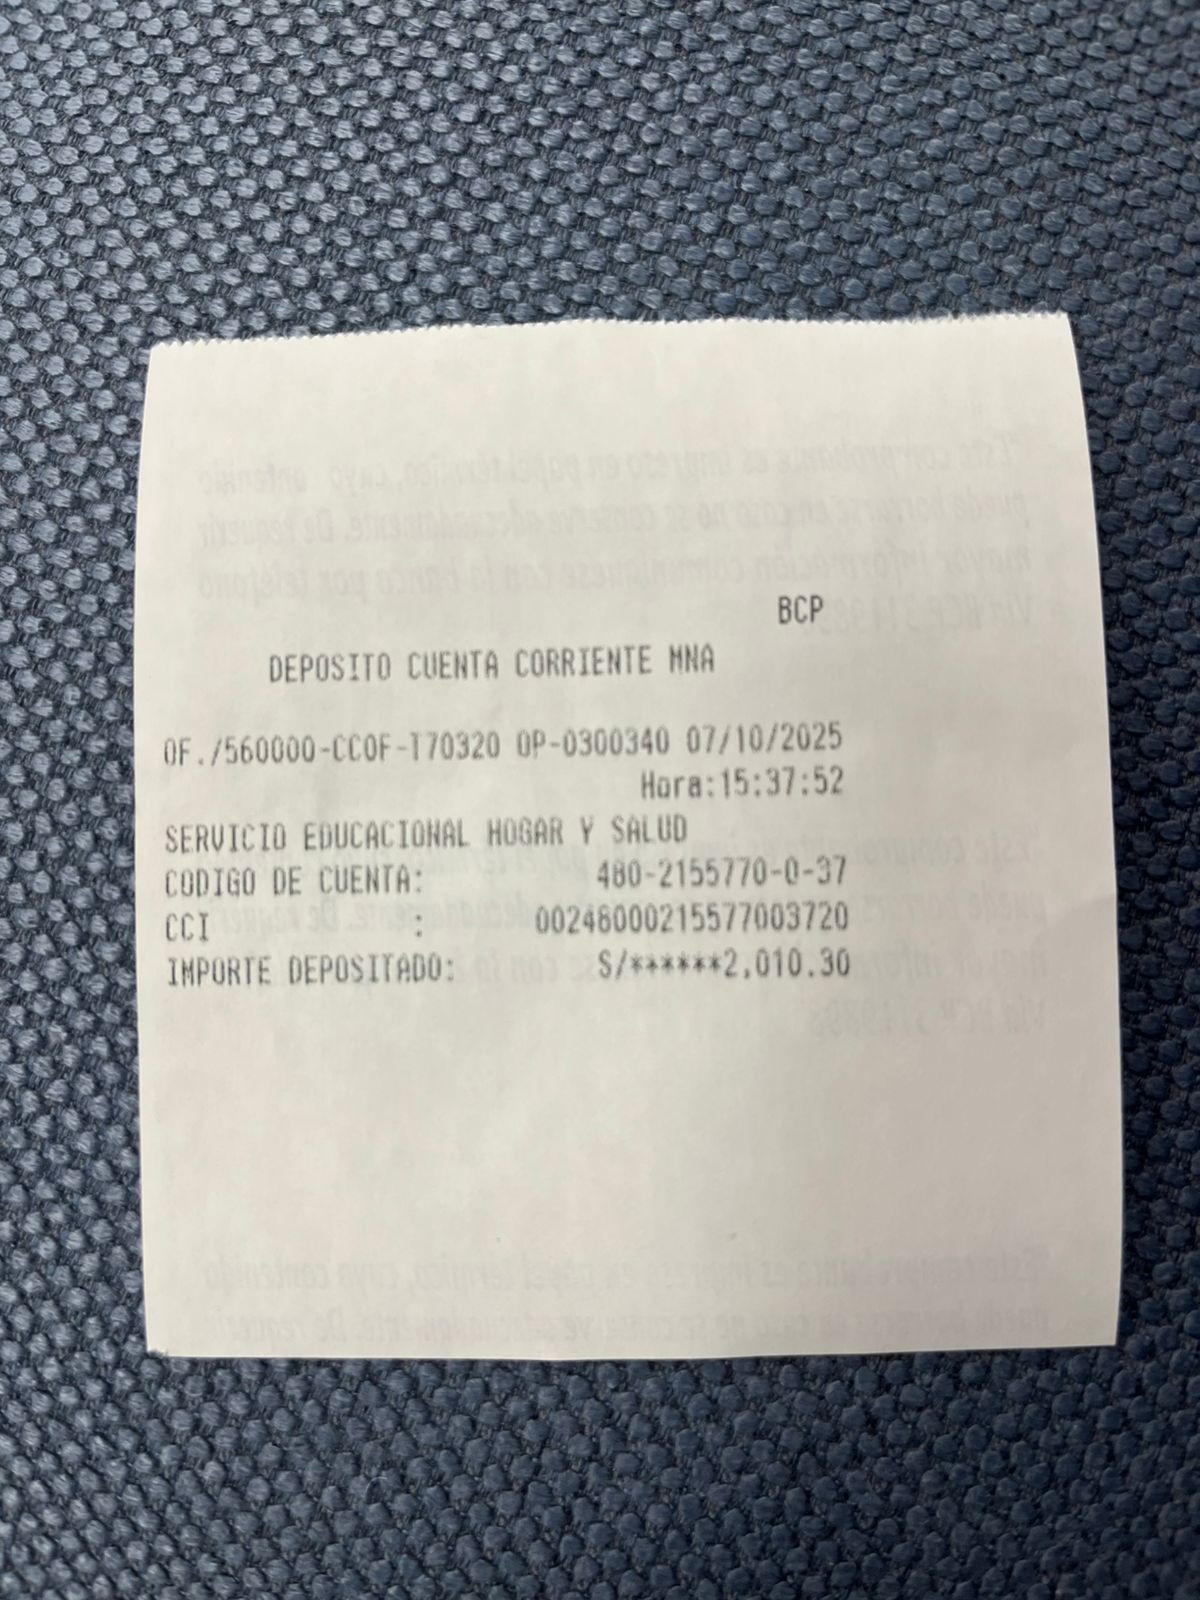 BCP
DEPOSITO CUENTA CORRIENTE MNA
OF./560000-CCOF-T70320 OP-0300340 07/10/2025
Hora:15:37:52
SERVICIO EDUCACIONAL HOGAR Y SALUD
CODIGO DE CUENTA: 480-2155770-0-37
CCI : 00248000215577003720
IMPORTE DEPOSITADO: S/******2,010.30